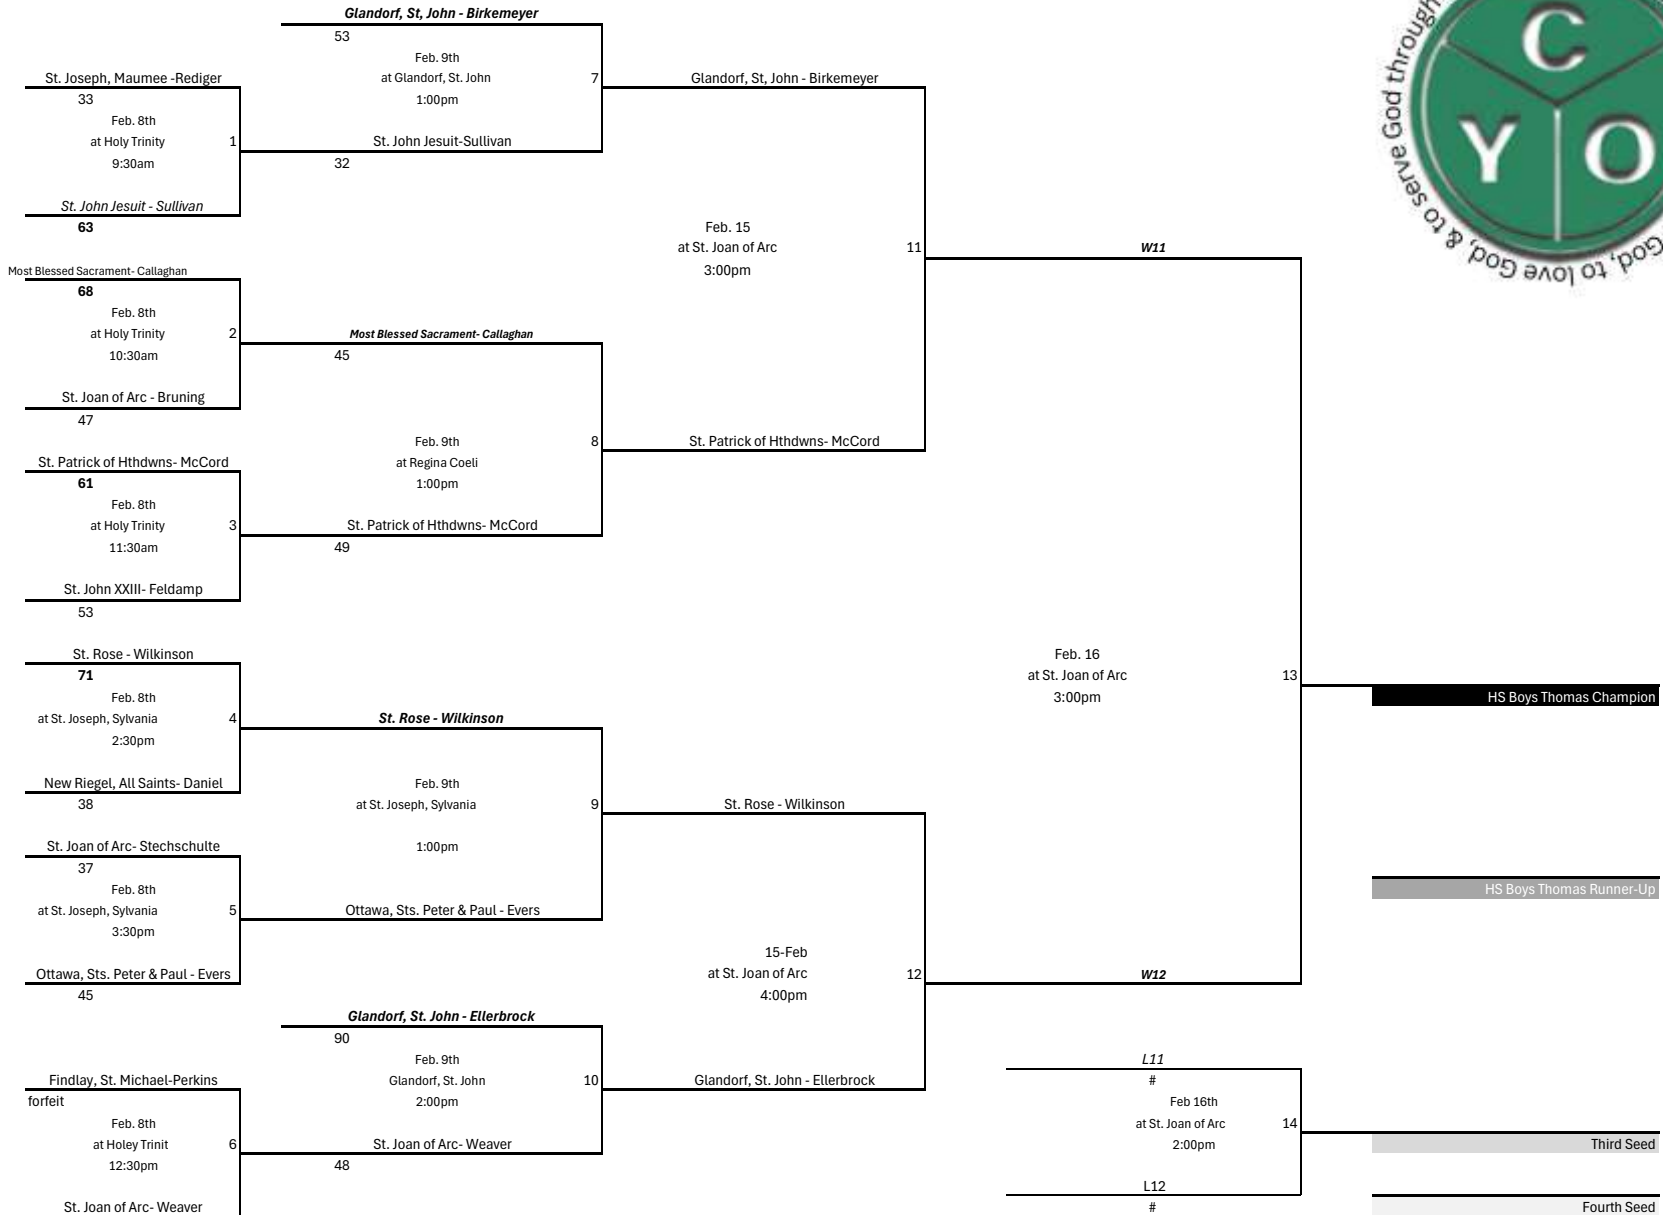 Glandorf, St, John - Birkemeyer
53
Feb. 9th
at Glandorf, St. John
7
1:00pm
St. John Jesuit-Sullivan
32
St. Joseph, Maumee -Rediger
33
Feb. 8th
at Holy Trinity
1
9:30am
St. John Jesuit - Sullivan
63
Glandorf, St, John - Birkemeyer
Most Blessed Sacrament- Callaghan
68
Feb. 8th
at Holy Trinity
2
10:30am
St. Joan of Arc - Bruning
47
Most Blessed Sacrament- Callaghan
45
Feb. 9th
8
at Regina Coeli
1:00pm
St. Patrick of Hthdwns- McCord
49
St. Patrick of Hthdwns- McCord
61
Feb. 8th
at Holy Trinity
3
11:30am
St. John XXIII- Feldamp
53
Feb. 15
at St. Joan of Arc
11
3:00pm
St. Patrick of Hthdwns- McCord
W11
St. Rose - Wilkinson
71
Feb. 8th
at St. Joseph, Sylvania
4
2:30pm
New Riegel, All Saints- Daniel
38
St. Rose - Wilkinson
Feb. 9th
at St. Joseph, Sylvania
9
1:00pm
Ottawa, Sts. Peter & Paul - Evers
St. Joan of Arc- Stechschulte
37
Feb. 8th
at St. Joseph, Sylvania
5
3:30pm
Ottawa, Sts. Peter & Paul - Evers
45
St. Rose - Wilkinson
15-Feb
at St. Joan of Arc
12
4:00pm
W12
Glandorf, St. John - Ellerbrock
90
Feb. 9th
Glandorf, St. John
10
2:00pm
St. Joan of Arc- Weaver
48
Glandorf, St. John - Ellerbrock
Findlay, St. Michael-Perkins
forfeit
Feb. 8th
at Holey Trinit
6
12:30pm
St. Joan of Arc- Weaver
Feb. 16
at St. Joan of Arc
13
3:00pm
HS Boys Thomas Champion
HS Boys Thomas Runner-Up
L11
#
Feb 16th
at St. Joan of Arc
14
2:00pm
L12
#
Third Seed
Fourth Seed
C
Y O
God, to love God, & to serve God through